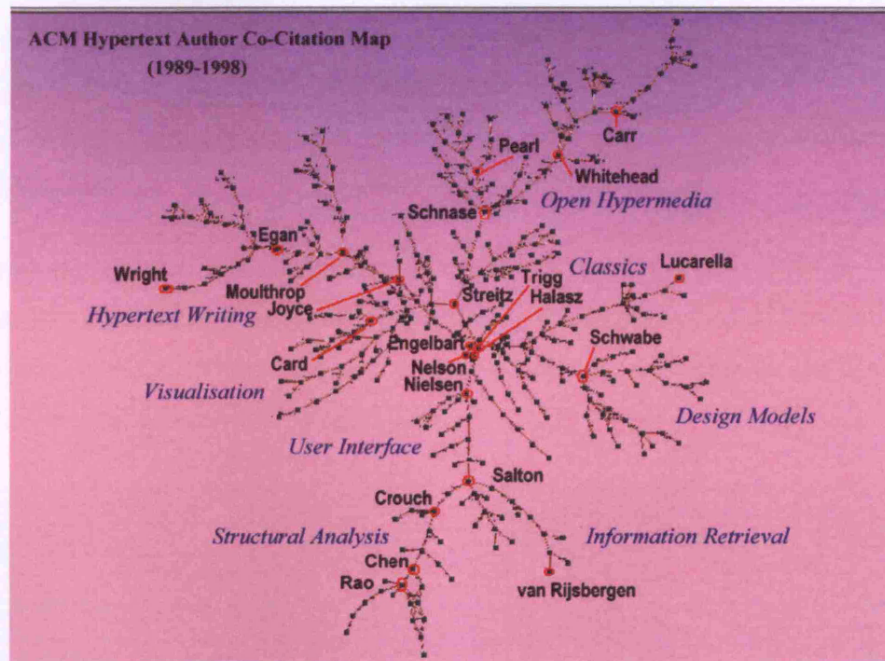 ACM Hypertext Author Co-Citation Map
(1989-1998)
Carr
Pearl
Whitehead
Schnase
Open Hypermedia
Egan
Trigg
Classics
Lucarella
Wright
Moulthrop
Streitz
Halasz
Joyce
Hypertext Writing
Engelbart
Schwabe
Card
Nelson
Nielsen
Visualisation
Design Models
User Interface
Salton
Crouch
Structural Analysis
Information Retrieval
Chen
Rao
van Rijsbergen